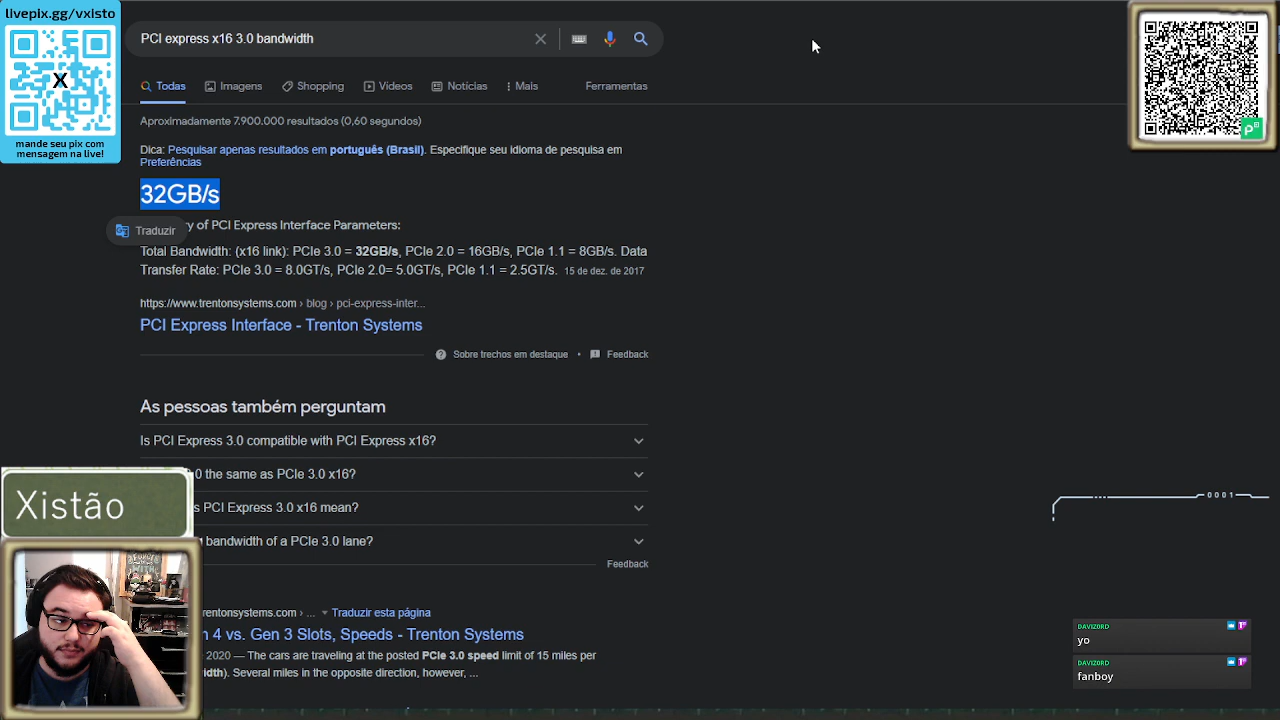 livepix.gg/vxisto
X
mande seu pix com
mensagem na live!
PCI express x16 3.0 bandwidth
Todas
Imagens
Shopping
Vídeos
Notícias
Mais
Ferramentas
Aproximadamente 7.900.000 resultados (0,60 segundos)
Dica: Pesquisar apenas resultados em português (Brasil). Especifique seu idioma de pesquisa em
Preferências
32GB/s
Traduzir
of PCI Express Interface Parameters:
Total Bandwidth: (x16 link): PCIe 3.0 = 32GB/s, PCIe 2.0 = 16GB/s, PCIe 1.1 = 8GB/s. Data
Transfer Rate: PCIe 3.0 = 8.0GT/s, PCIe 2.0= 5.0GT/s, PCIe 1.1 = 2.5GT/s. 15 de dez. de 2017
https://www.trentonsystems.com › blog › pci-express-inter...
PCI Express Interface - Trenton Systems
Sobre trechos em destaque • Feedback
As pessoas também perguntam
Is PCI Express 3.0 compatible with PCI Express x16?
0 the same as PCIe 3.0 x16?
PCI Express 3.0 x16 mean?
bandwidth of a PCIe 3.0 lane?
Feedback
rentonsystems.com › ... Traduzir esta página
4 vs. Gen 3 Slots, Speeds - Trenton Systems
2020 — The cars are traveling at the posted PCIe 3.0 speed limit of 15 miles per
Several miles in the opposite direction, however, ...
Xistão
0001
DAVIZORD
yo
DAVIZORD
fanboy